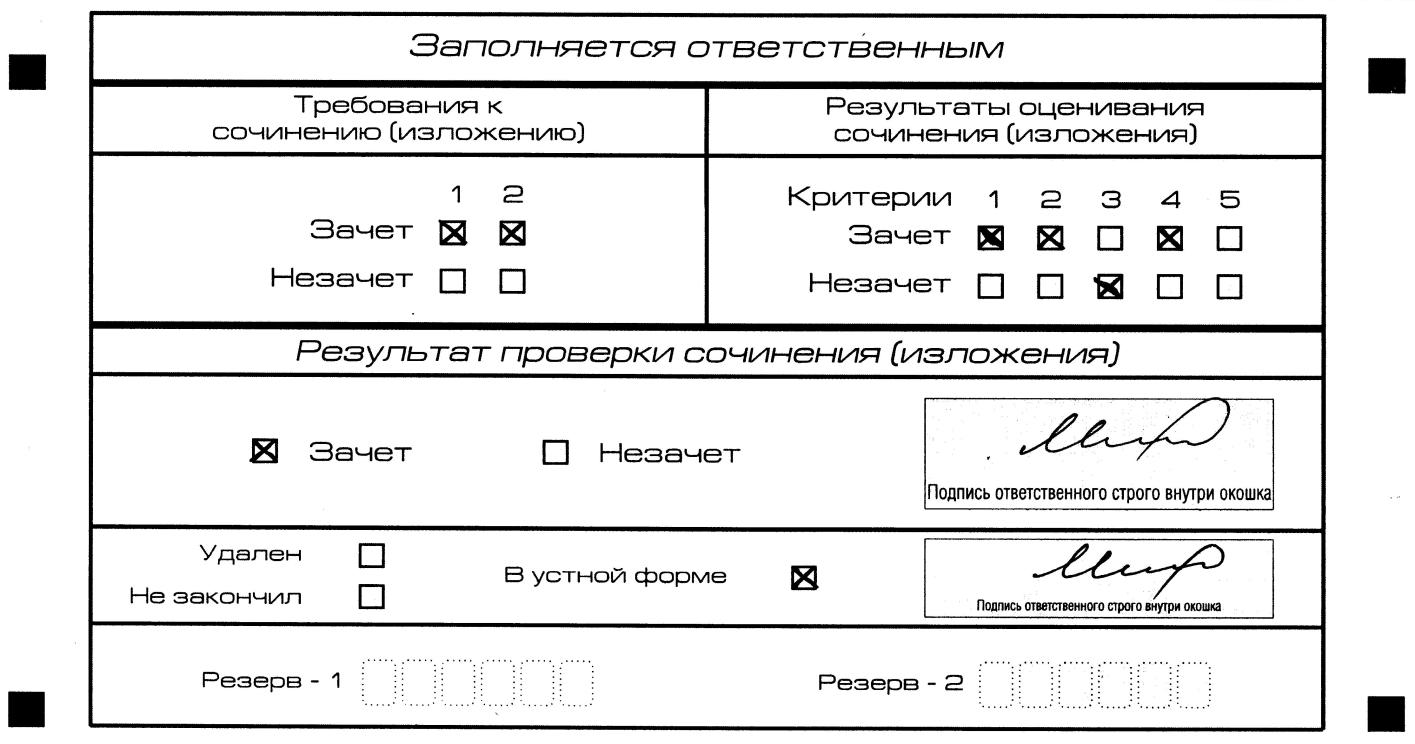 Заполняется ответственным
Требования к
сочинению (изложению)
Результаты оценивания
сочинения (изложения)
1 2
Зачет
Незачет
Критерии 1 2 3 4 5
Зачет
Незачет
Результат проверки сочинения (изложения)
Зачет
Незачет
Подпись ответственного строго внутри окошка
Удален
Не закончил
В устной форме
Подпись ответственного строго внутри окошка
Резерв - 1
Резерв - 2